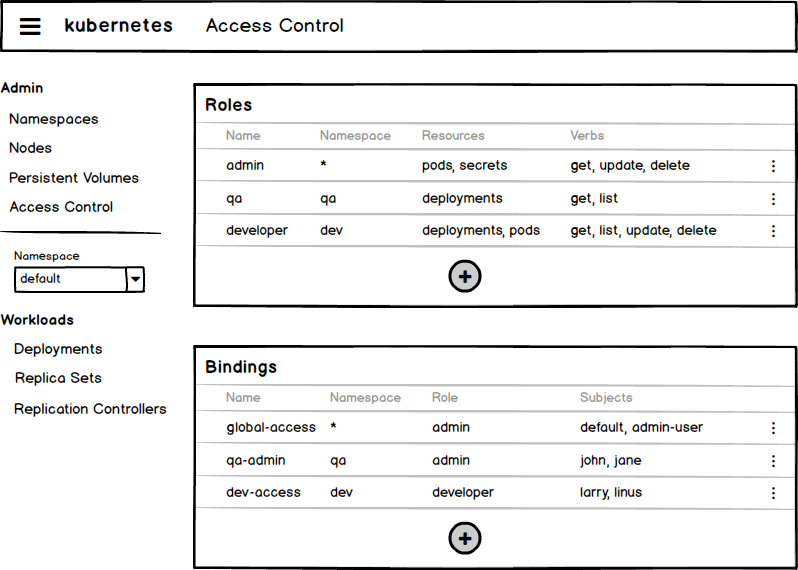 kubernetes Access Control
Admin
Namespaces
Nodes
Persistent Volumes
Access Control
Namespace
default
Workloads
Deployments
Replica Sets
Replication Controllers
Roles
Name Namespace Resources Verbs
admin * pods, secrets get, update, delete
qa qa deployments get, list
developer dev deployments, pods get, list, update, delete
+
Bindings
Name Namespace Role Subjects
global-access * admin default, admin-user
qa-admin qa admin john, jane
dev-access dev developer larry, linus
+